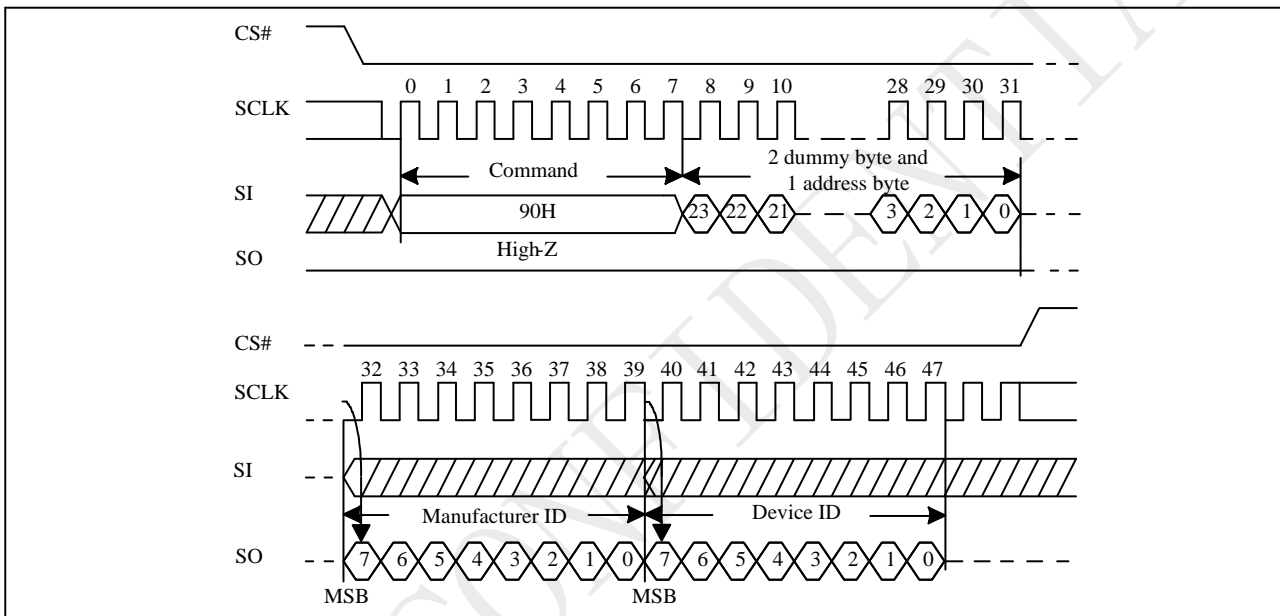 CS#
0 1 2 3 4 5 6 7 8 9 10 28 29 30 31
SCLK
Command
2 dummy byte and
1 address byte
SI
90H
23 22 21 3 2 1 0
High-Z
SO
CS#
32 33 34 35 36 37 38 39 40 41 42 43 44 45 46 47
SCLK
SI
Manufacturer ID Device ID
SO
7 6 5 4 3 2 1 0 7 6 5 4 3 2 1 0
MSB MSB
CONFIDENTIA